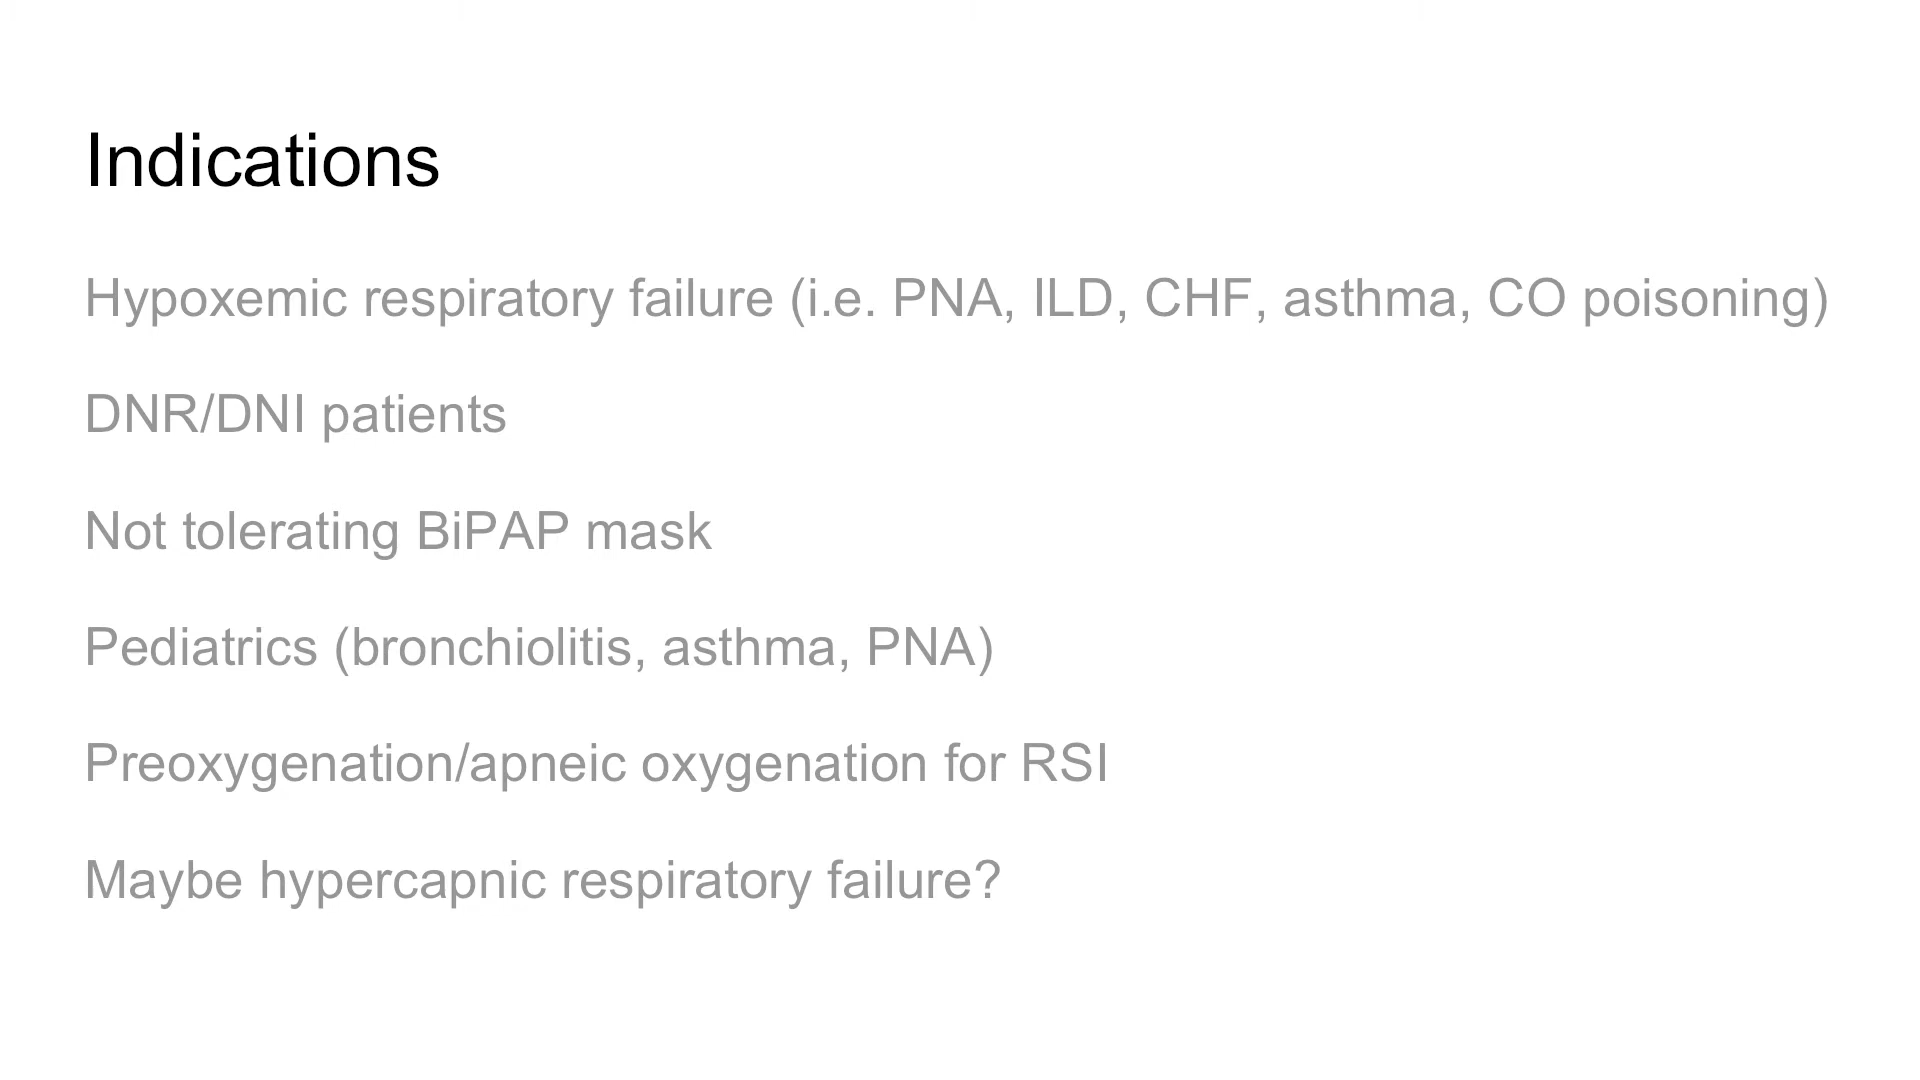 Indications
Hypoxemic respiratory failure (i.e. PNA, ILD, CHF, asthma, CO poisoning)
DNR/DNI patients
Not tolerating BiPAP mask
Pediatrics (bronchiolitis, asthma, PNA)
Preoxygenation/apneic oxygenation for RSI
Maybe hypercapnic respiratory failure?